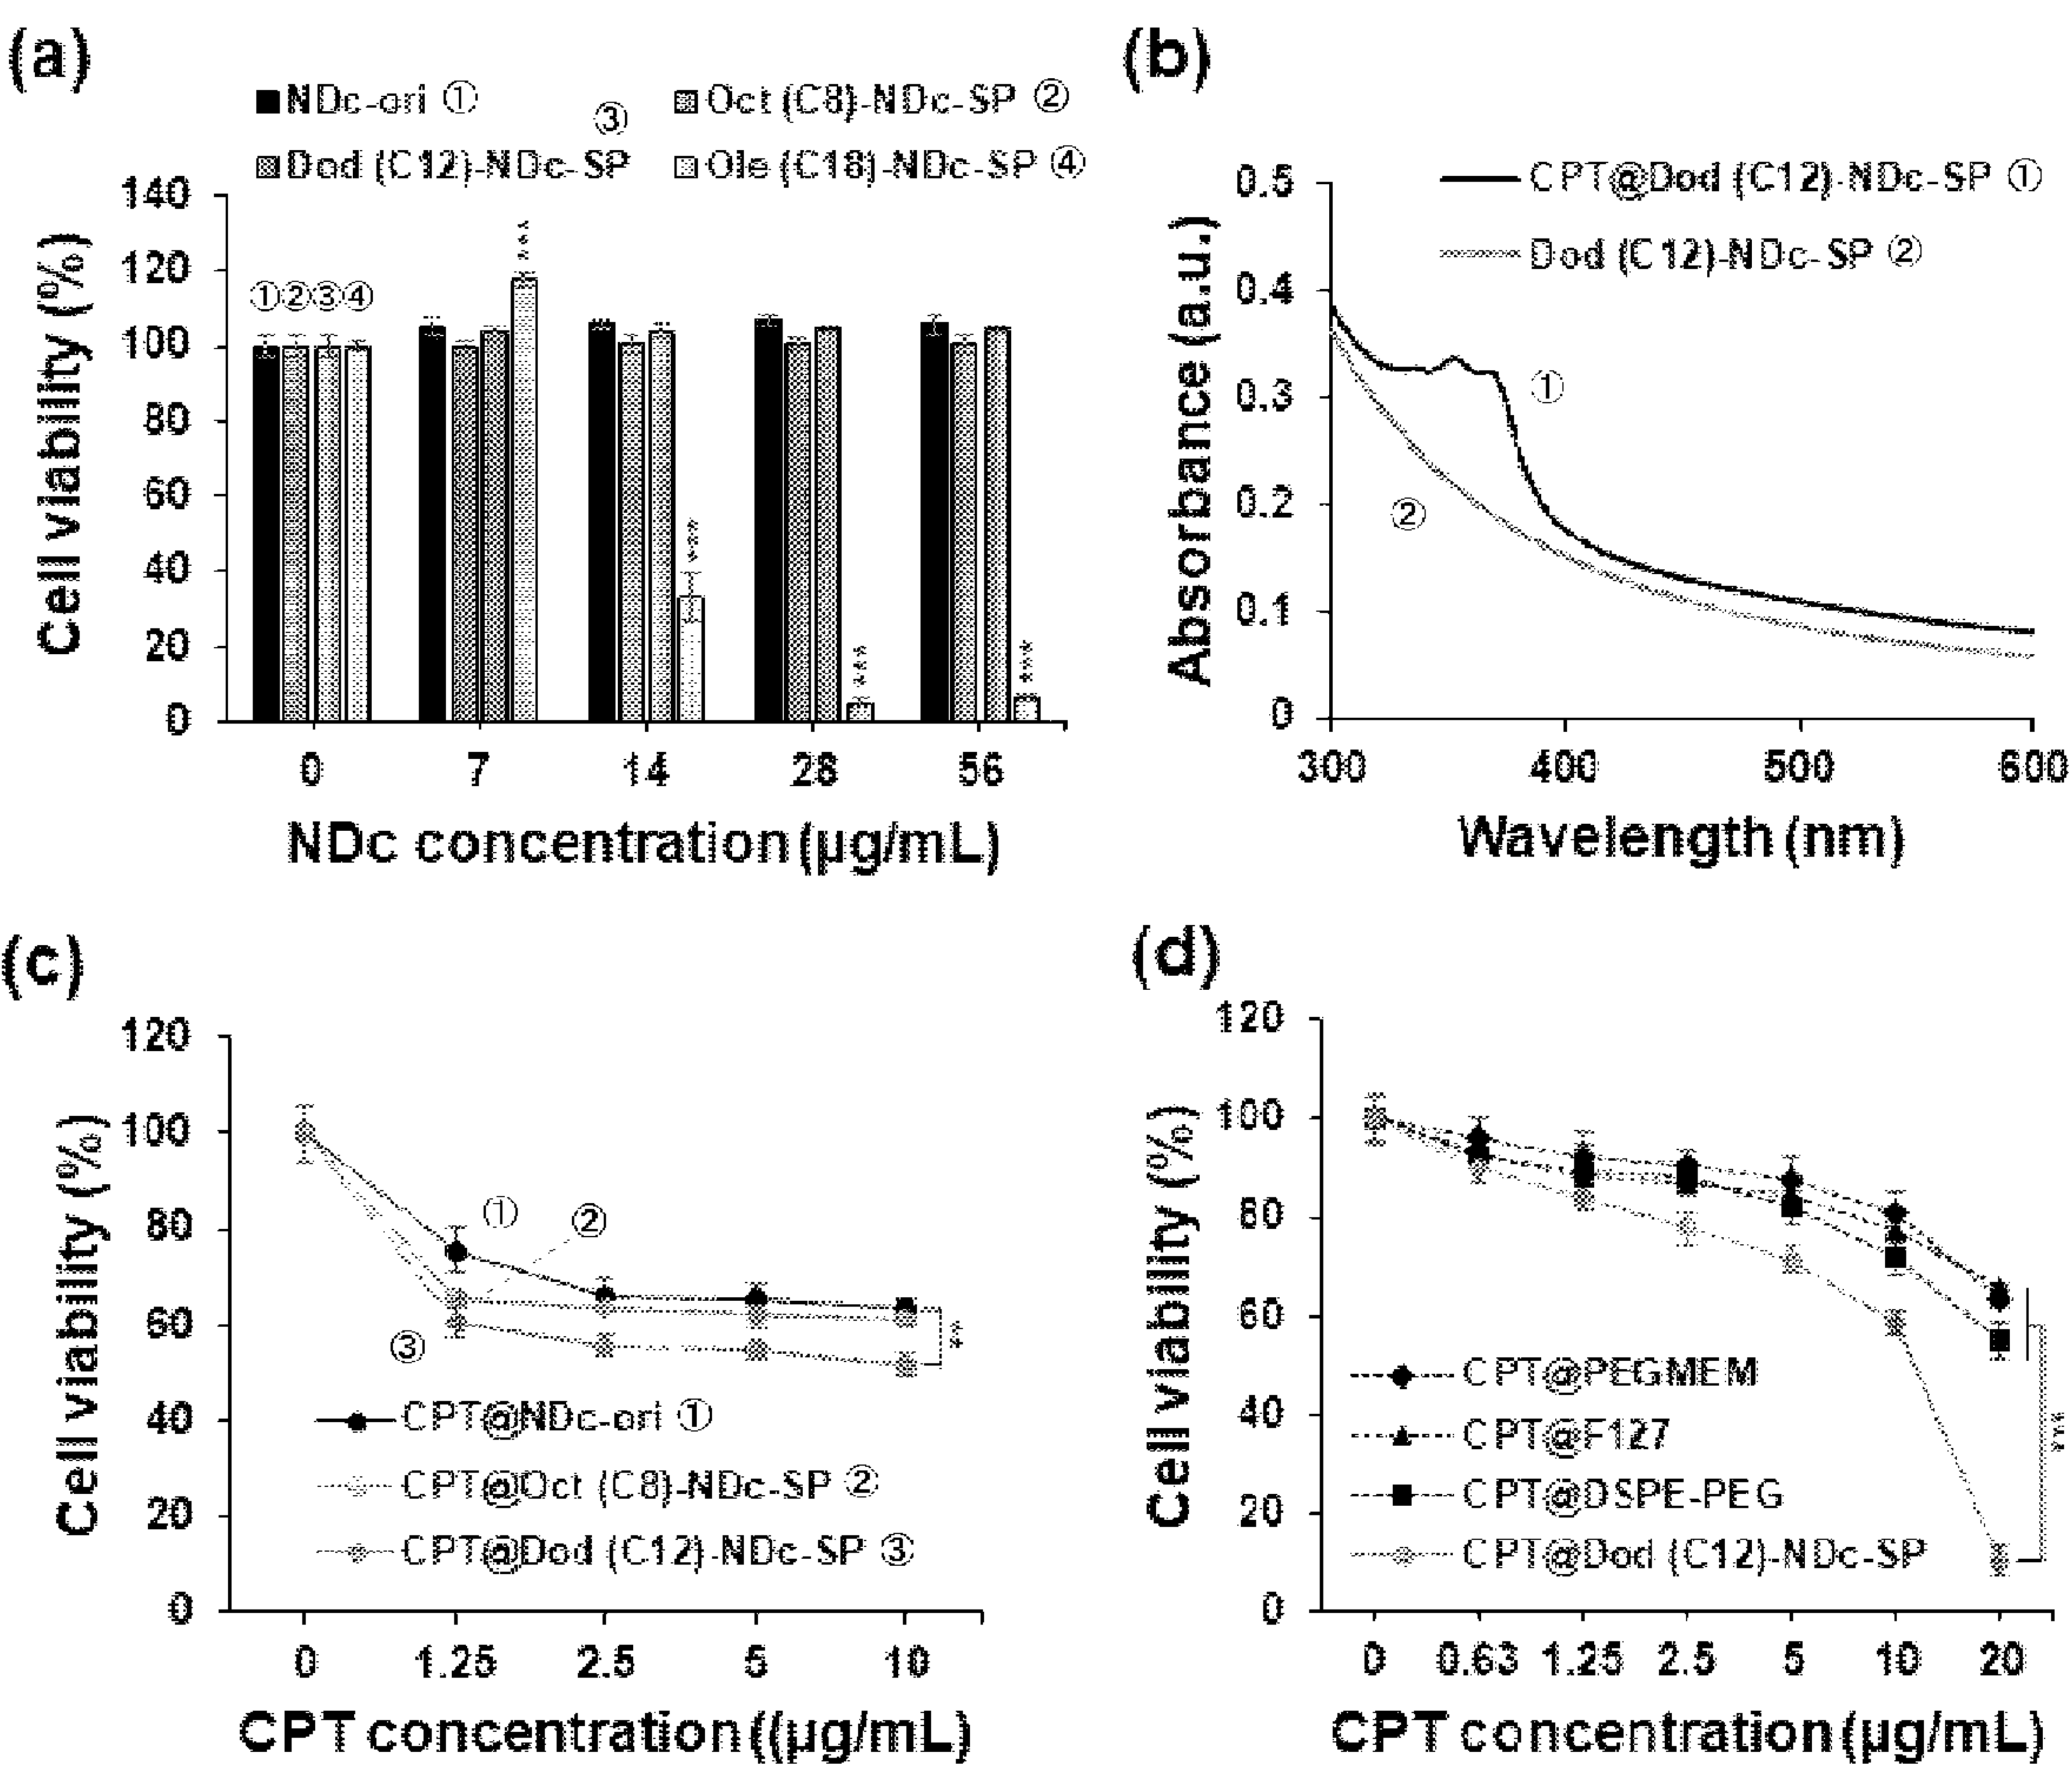 (a)
NDc-ori ① Oct (C8)-NDc-SP ②
③
Dod (C12)-NDc-SP Ole (C18)-NDc-SP ④
140
120
100
80
60
40
20
0
①②③④
***
***
***
***
0 7 14 28 56
Cell viability (%)
NDc concentration (µg/mL)
(b)
CPT@Dod (C12)-NDc-SP ①
Dod (C12)-NDc-SP ②
0.5
0.4
0.3
0.2
0.1
0
①
②
300 400 500 600
Absorbance (a.u.)
Wavelength (nm)
(c)
120
100
80
60
40
20
0
① ②
③
**
CPT@NDc-ori ①
CPT@Oct (C8)-NDc-SP ②
CPT@Dod (C12)-NDc-SP ③
0 1.25 2.5 5 10
Cell viability (%)
CPT concentration ((µg/mL)
(d)
120
100
80
60
40
20
0
CPT@PEGMEM
CPT@F127
CPT@DSPE-PEG
CPT@Dod (C12)-NDc-SP
***
0 0.63 1.25 2.5 5 10 20
Cell viability (%)
CPT concentration (µg/mL)